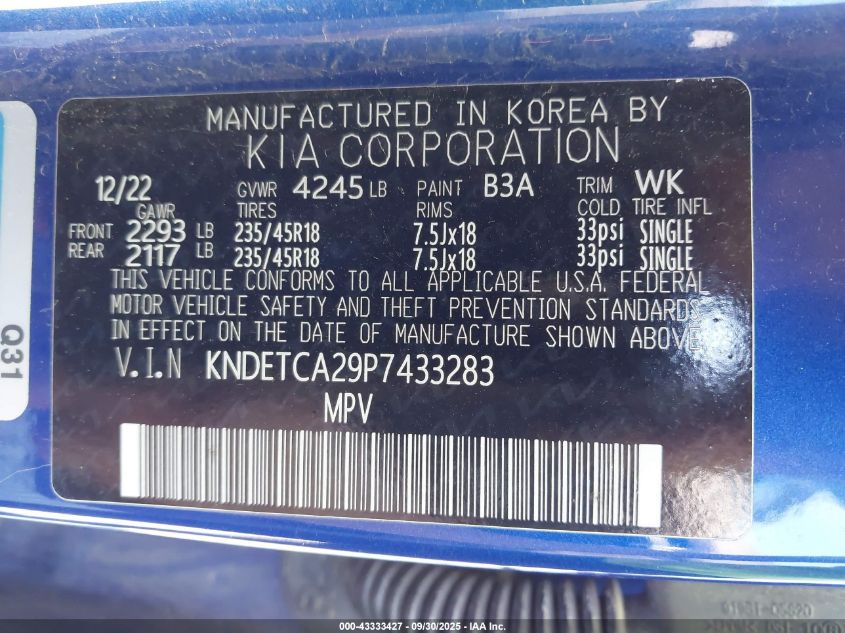 MANUFACTURED IN KOREA BY
KIA CORPORATION
12/22 GVWR 4245 LB PAINT B3A TRIM WK
GAWR TIRES RIMS COLD TIRE INFL
FRONT 2293 LB 235/45R18 7.5Jx18 33psi SINGLE
REAR 2117 LB 235/45R18 7.5Jx18 33psi SINGLE
THIS VEHICLE CONFORMS TO ALL APPLICABLE U.S.A. FEDERAL
MOTOR VEHICLE SAFETY AND THEFT PREVENTION STANDARDS
IN EFFECT ON THE DATE OF MANUFACTURE SHOWN ABOVE
V.I.N KNDETCA29P7433283
MPV
Q31
000-43333427 - 09/30/2025 - IAA Inc.